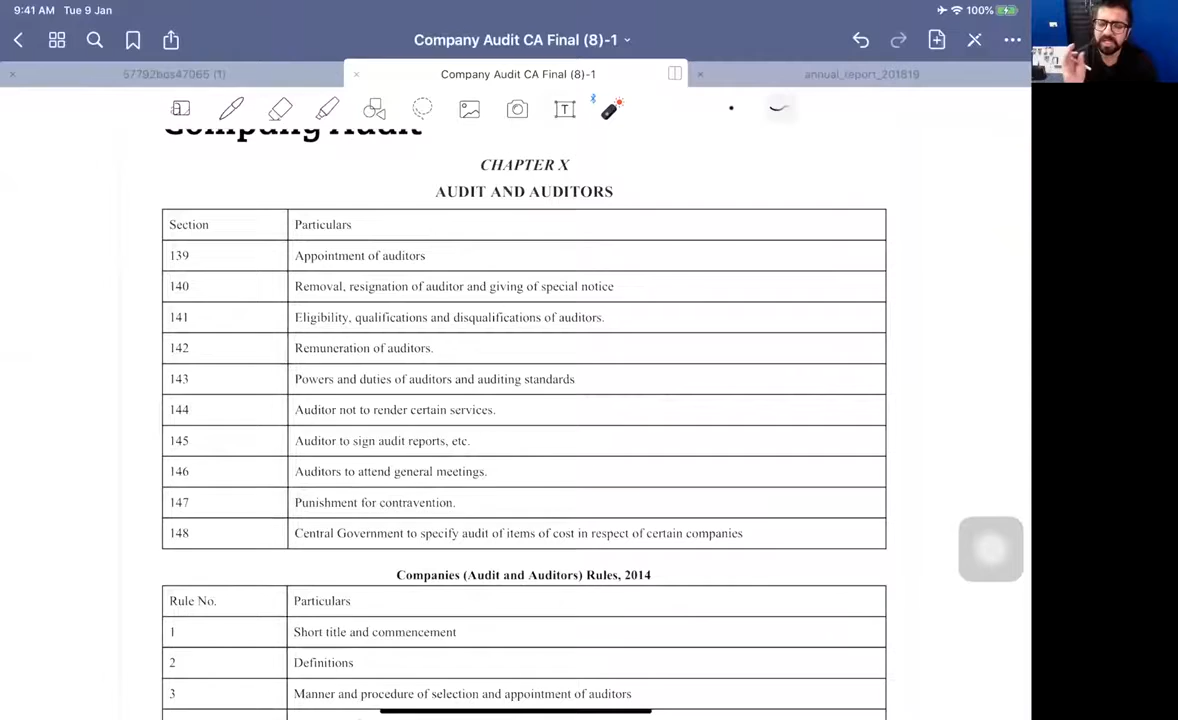 9:41 AM Tue 9 Jan
100%
Company Audit CA Final (8)-1
57792bos47065 (1)
Company Audit CA Final (8)-1
annual_report_201819
T
Company Audit
CHAPTER X
AUDIT AND AUDITORS
Section Particulars
139 Appointment of auditors
140 Removal, resignation of auditor and giving of special notice
141 Eligibility, qualifications and disqualifications of auditors.
142 Remuneration of auditors.
143 Powers and duties of auditors and auditing standards
144 Auditor not to render certain services.
145 Auditor to sign audit reports, etc.
146 Auditors to attend general meetings.
147 Punishment for contravention.
148 Central Government to specify audit of items of cost in respect of certain companies
Companies (Audit and Auditors) Rules, 2014
Rule No. Particulars
1 Short title and commencement
2 Definitions
3 Manner and procedure of selection and appointment of auditors